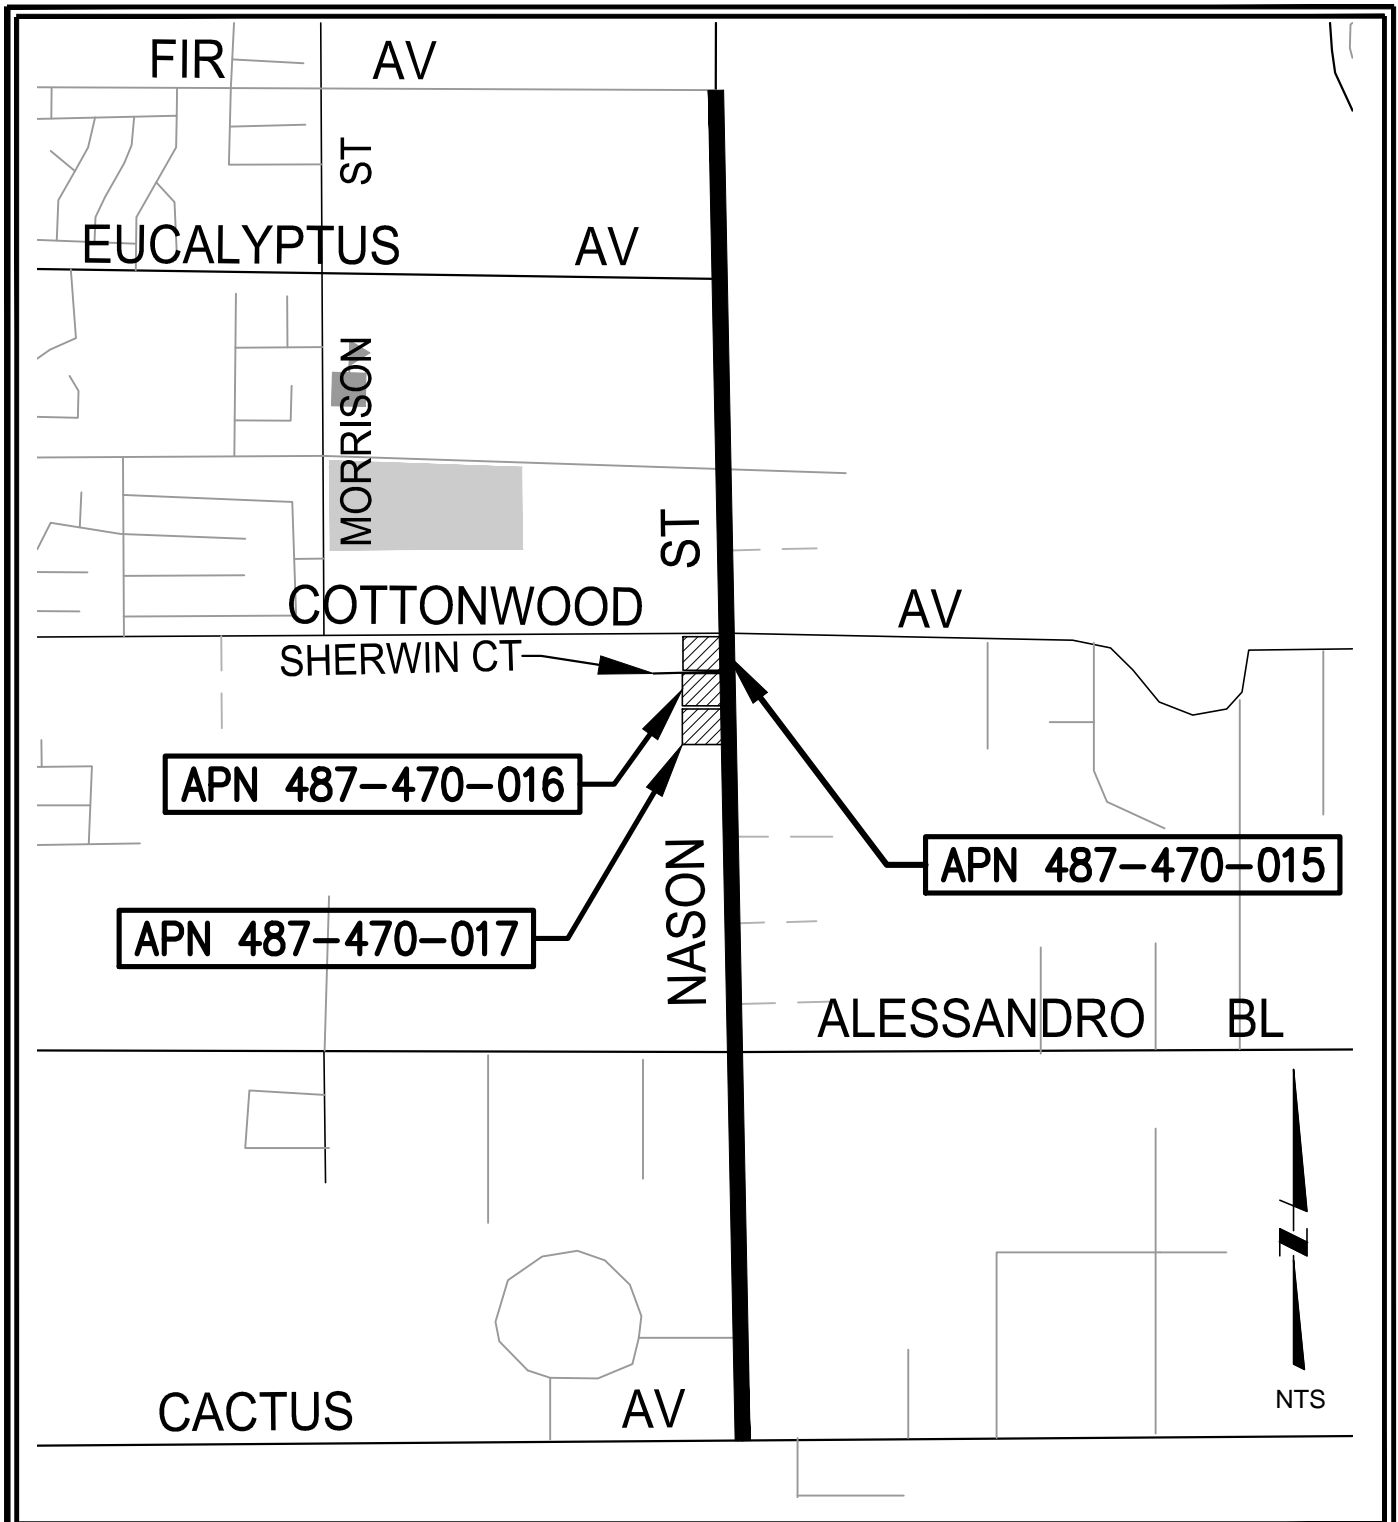 FIR AV
ST
EUCALYPTUS AV
MORRISON
ST
COTTONWOOD AV
SHERWIN CT
APN 487-470-016
APN 487-470-015
NASON
APN 487-470-017
ALESSANDRO BL
NTS
CACTUS AV